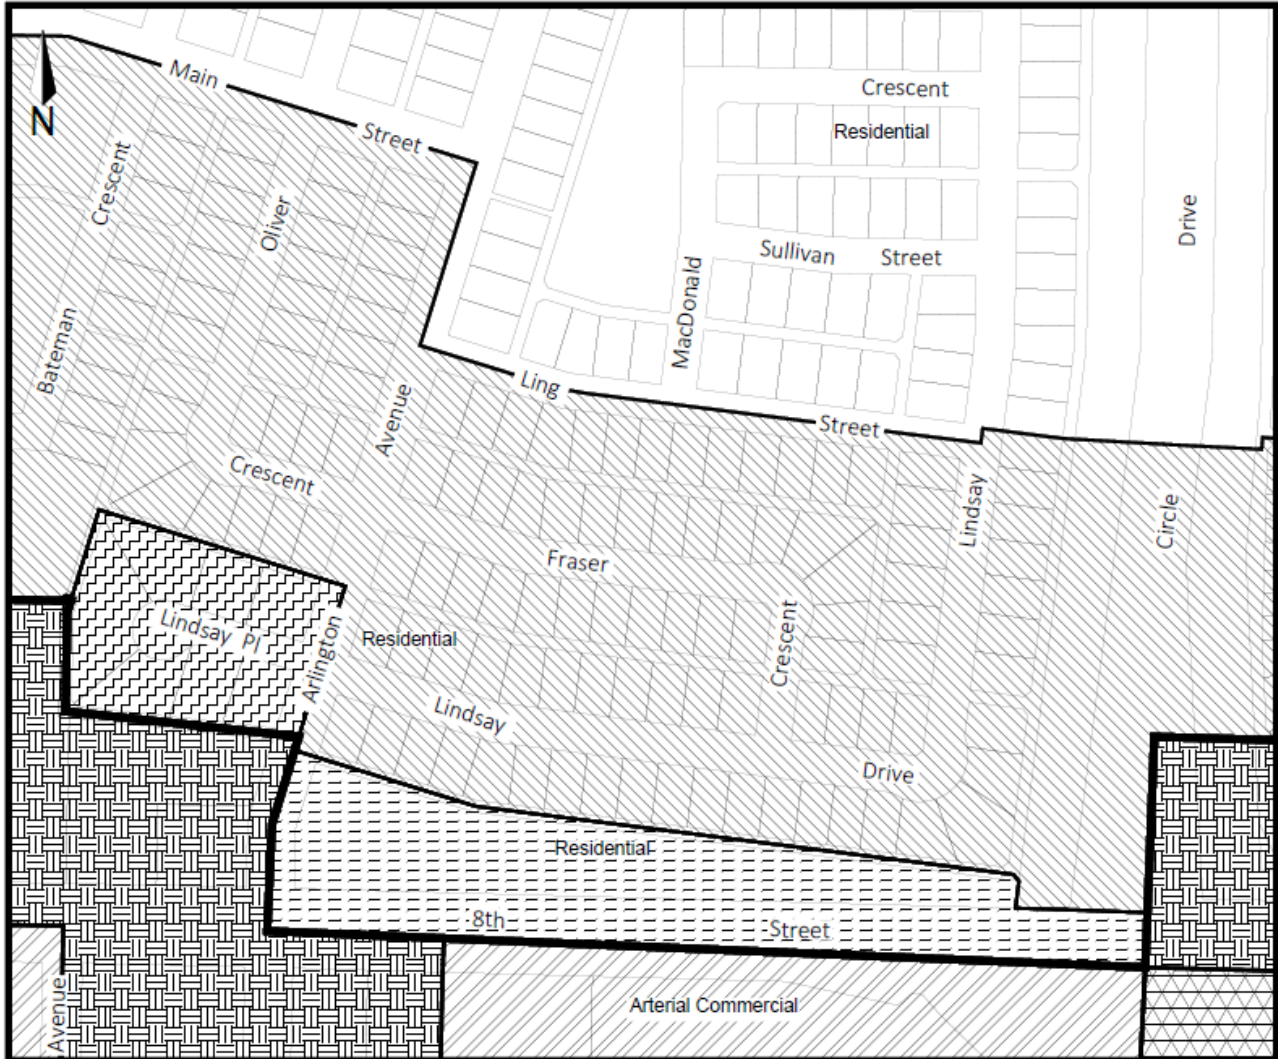 Main
Street
Crescent
Residential
N
Crescent
Oliver
Drive
Sullivan Street
MacDonald
Bateman
Ling
Street
Avenue
Crescent
Lindsay
Circle
Fraser
Lindsay Pl
Arlington
Residential
Crescent
Lindsay
Drive
Residential
8th Street
Arterial Commercial
Avenue